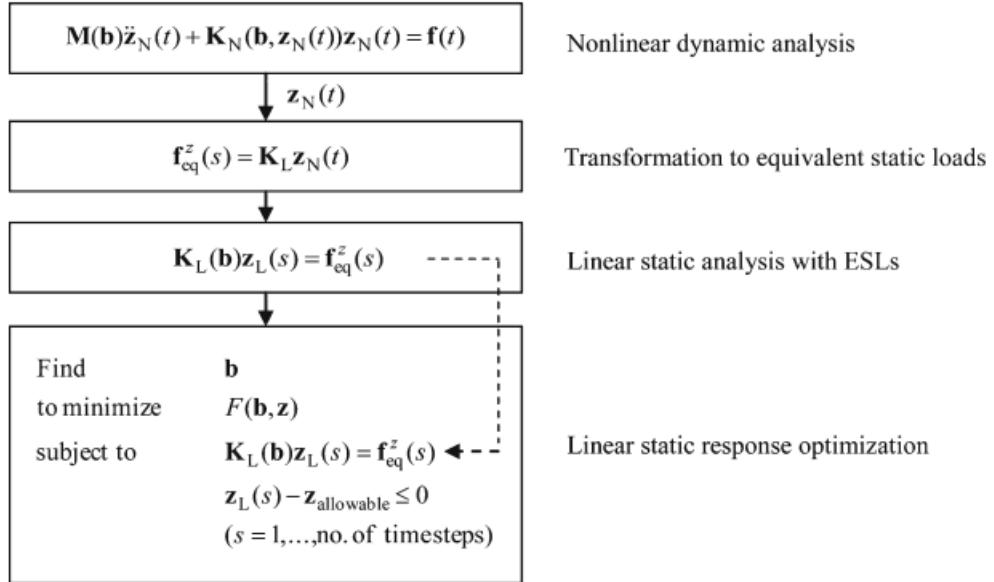 M(b)z̈_N(t) + K_N(b, z_N(t))z_N(t) = f(t)
Nonlinear dynamic analysis
z_N(t)
f_eq^z(s) = K_L z_N(t)
Transformation to equivalent static loads
K_L(b)z_L(s) = f_eq^z(s)
Linear static analysis with ESLs
Find b
to minimize F(b, z)
subject to K_L(b)z_L(s) = f_eq^z(s)
Linear static response optimization
z_L(s) − z_allowable ≤ 0
(s = 1,...,no. of timesteps)